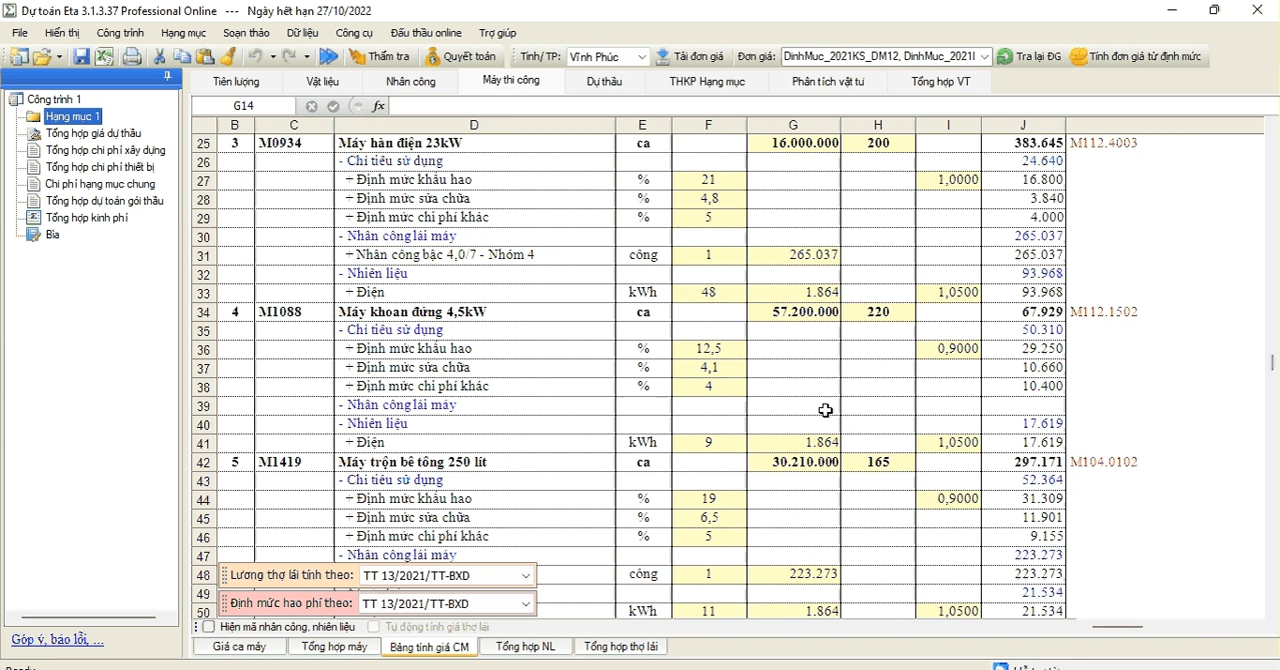 Dự toán Eta 3.1.3.37 Professional Online --- Ngày hết hạn 27/10/2022
File Hiển thị Công trình Hạng mục Soạn thảo Dữ liệu Công cụ Đấu thầu online Trợ giúp
Thẩm tra Quyết toán Tỉnh/ TP: Vĩnh Phúc Tải đơn giá Đơn giá: DinhMuc_2021KS_DM12, DinhMuc_2021I Tra lại ĐG Tính đơn giá từ định mức
Tiên lượng Vật liệu Nhân công Máy thi công Dự thầu THKP Hạng mục Phân tích vật tư Tổng hợp VT
G14 fx
Công trình 1
Hạng mục 1
Tổng hợp giá dự thầu
Tổng hợp chi phí xây dựng
Tổng hợp chi phí thiết bị
Chi phí hạng mục chung
Tổng hợp dự toán gói thầu
Tổng hợp kinh phí
Bìa
Góp ý, báo lỗi, ...
B C D E F G H I J
25 3 M0934 Máy hàn điện 23kW ca 16.000.000 200 383.645 M112.4003
26 - Chi tiêu sử dụng 24.640
27 + Định mức khấu hao % 21 1,0000 16.800
28 + Định mức sửa chữa % 4,8 3.840
29 + Định mức chi phí khác % 5 4.000
30 - Nhân công lái máy 265.037
31 + Nhân công bậc 4,0/7 - Nhóm 4 công 1 265.037 265.037
32 - Nhiên liệu 93.968
33 + Điện kWh 48 1.864 1,0500 93.968
34 4 M1088 Máy khoan đứng 4,5kW ca 57.200.000 220 67.929 M112.1502
35 - Chi tiêu sử dụng 50.310
36 + Định mức khấu hao % 12,5 0,9000 29.250
37 + Định mức sửa chữa % 4,1 10.660
38 + Định mức chi phí khác % 4 10.400
39 - Nhân công lái máy
40 - Nhiên liệu 17.619
41 + Điện kWh 9 1.864 1,0500 17.619
42 5 M1419 Máy trộn bê tông 250 lít ca 30.210.000 165 297.171 M104.0102
43 - Chi tiêu sử dụng 52.364
44 + Định mức khấu hao % 19 0,9000 31.309
45 + Định mức sửa chữa % 6,5 11.901
46 + Định mức chi phí khác % 5 9.155
47 - Nhân công lái máy 223.273
48 Lương thợ lái tính theo: TT 13/2021/TT-BXD công 1 223.273 223.273
49 21.534
50 Định mức hao phí theo: TT 13/2021/TT-BXD kWh 11 1.864 1,0500 21.534
Hiện mã nhân công, nhiên liệu Tự động tính giá thợ lái
Giá ca máy Tổng hợp máy Bảng tính giá CM Tổng hợp NL Tổng hợp thợ lái